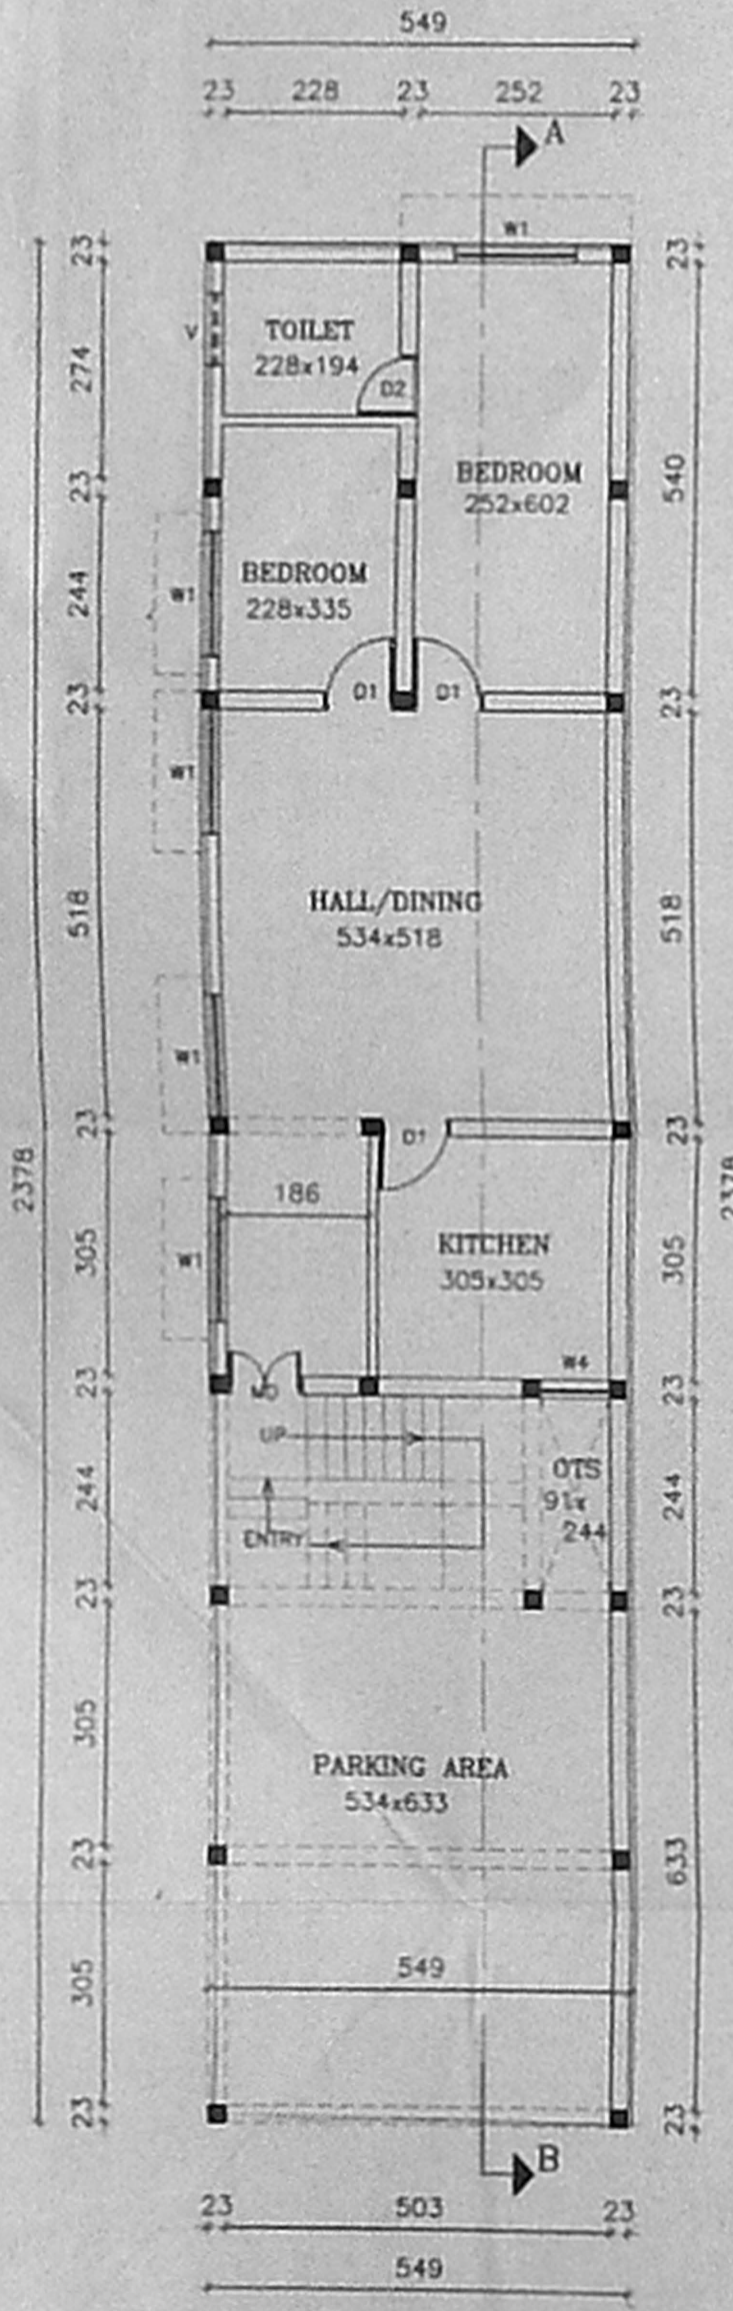 549
23 228 23 252 23
A
W1
23 23
V
TOILET
228x194
274
D2
BEDROOM
252x602
540
23
BEDROOM
228x335
244
W1
D1 D1
23 23
W1
HALL/DINING
534x518
518 518
W1
23 23
D1
2378 2378
186
KITCHEN
305x305
305 305
W1
W4
23 23
MD
UP
OTS
91x
244
244 244
ENTRY
23 23
305
PARKING AREA
534x633
23
633
549
305
23 23
B
23 503 23
549